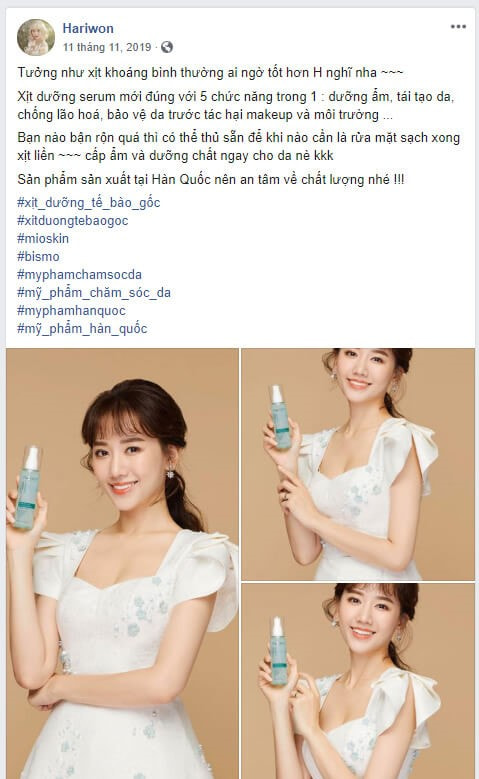 Hariwon
11 tháng 11, 2019
Tưởng như xịt khoáng bình thường ai ngờ tốt hơn H nghĩ nha ~~~
Xịt dưỡng serum mới đúng với 5 chức năng trong 1 : dưỡng ẩm, tái tạo da,
chống lão hoá, bảo vệ da trước tác hại makeup và môi trường ...
Bạn nào bận rộn quá thì có thể thủ sẵn để khi nào cần là rửa mặt sạch xong
xịt liền ~~~ cấp ẩm và dưỡng chất ngay cho da nè kkk
Sản phẩm sản xuất tại Hàn Quốc nên an tâm về chất lượng nhé !!!
#xịt_dưỡng_tế_bào_gốc
#xitduongtebaogoc
#mioskin
#bismo
#myphamchamsocda
#mỹ_phẩm_chăm_sóc_da
#myphamhanquoc
#mỹ_phẩm_hàn_quốc